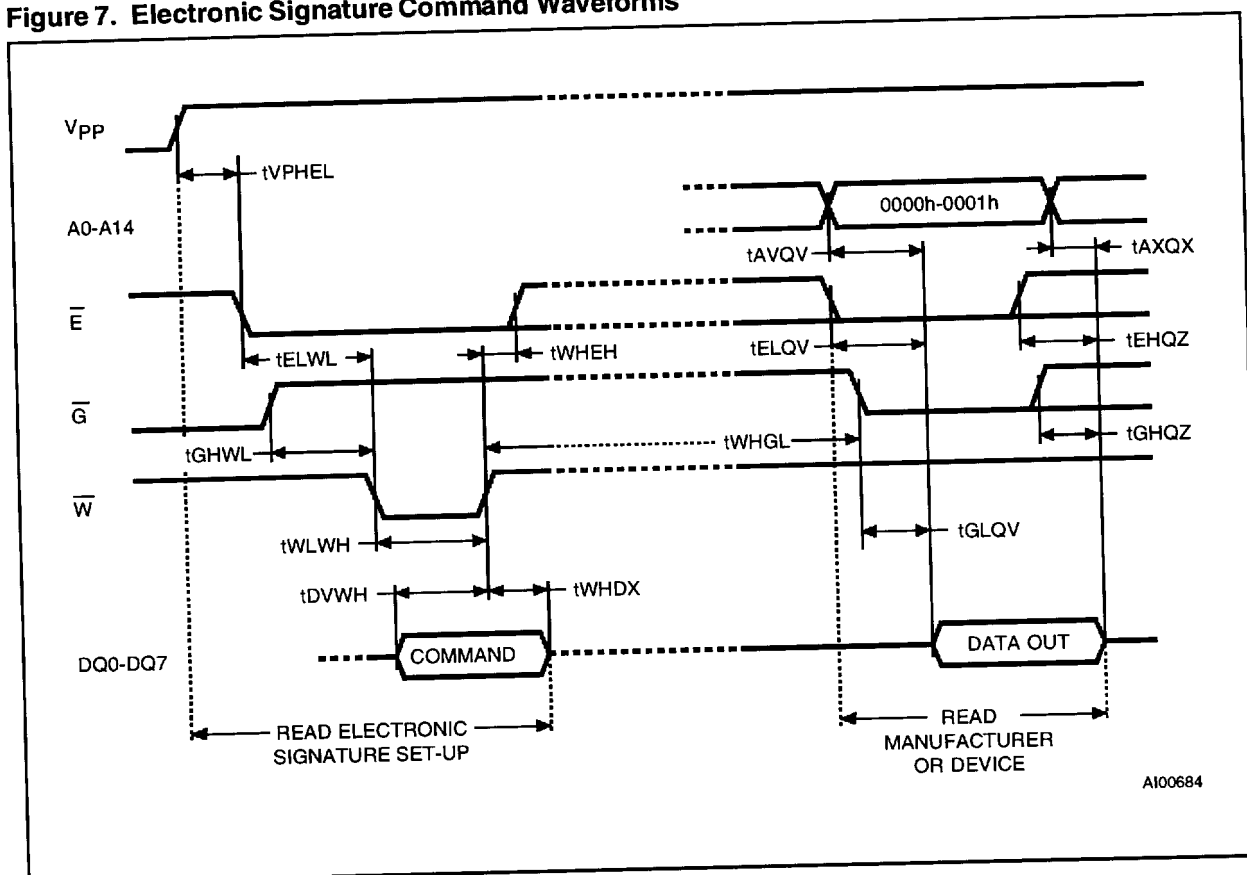 Figure 7. Electronic Signature Command Waveforms
VPP
tVPHEL
A0-A14
0000h-0001h
tAVQV
tAXQX
E
tELWL
tWHEH
tELQV
tEHQZ
G
tGHWL
tWHGL
tGHQZ
W
tWLWH
tGLQV
tDVWH
tWHDX
DQ0-DQ7
COMMAND
DATA OUT
READ ELECTRONIC
SIGNATURE SET-UP
READ
MANUFACTURER
OR DEVICE
AI00684